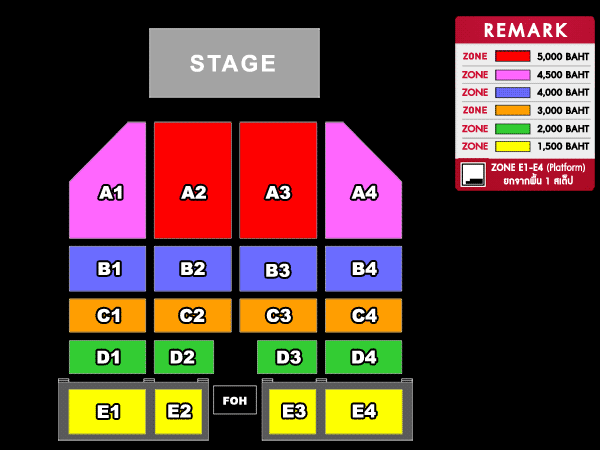 STAGE
REMARK
ZONE 5,000 BAHT
ZONE 4,500 BAHT
ZONE 4,000 BAHT
ZONE 3,000 BAHT
ZONE 2,000 BAHT
ZONE 1,500 BAHT
ZONE E1-E4 (Platform)
ยกจากพื้น 1 สเต็ป
A1 A2 A3 A4
B1 B2 B3 B4
C1 C2 C3 C4
D1 D2 D3 D4
E1 E2 FOH E3 E4